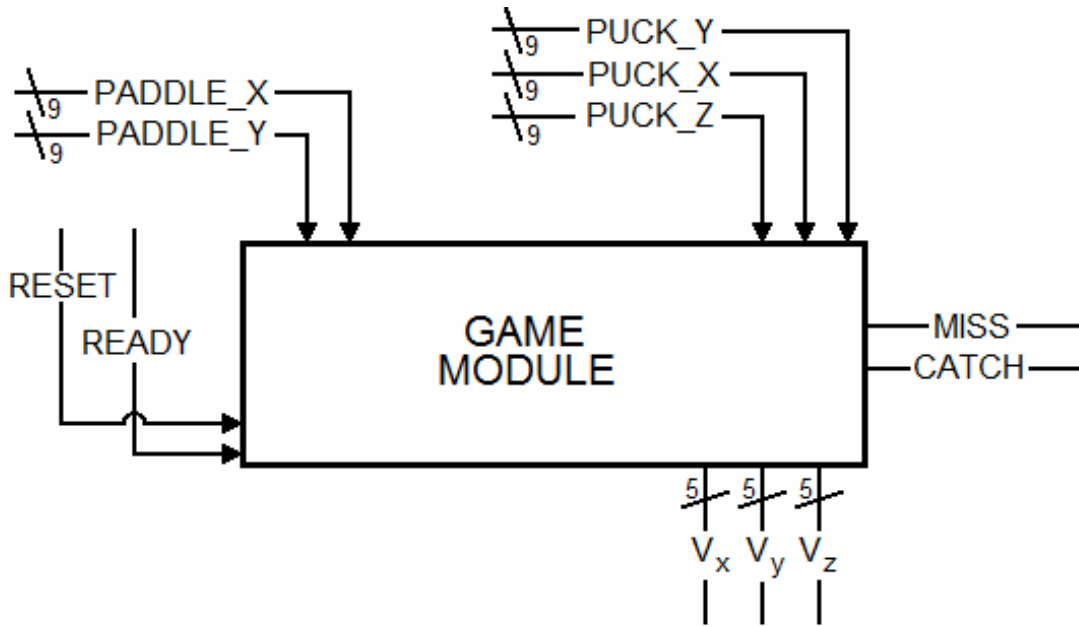 PUCK_Y
9
PUCK_X
9
PADDLE_X
9
PUCK_Z
9
PADDLE_Y
9
RESET
READY
GAME
MODULE
MISS
CATCH
5 5 5
Vx Vy Vz